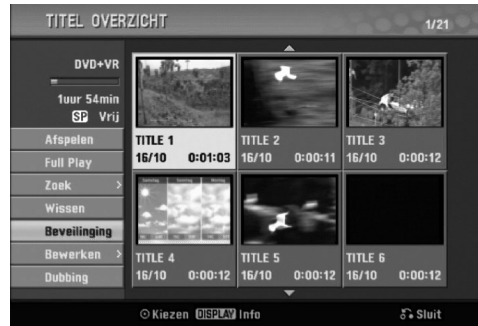 TITEL OVERZICHT 1/21
DVD+VR
1uur 54min
SP Vrij
Afspelen
Full Play
Zoek >
Wissen
Beveilinging
Bewerken >
Dubbing
TITLE 1
16/10 0:01:03
TITLE 2
16/10 0:00:11
TITLE 3
16/10 0:00:12
TITLE 4
16/10 0:00:12
TITLE 5
16/10 0:00:12
TITLE 6
16/10 0:00:12
Kiezen DISPLAY Info Sluit